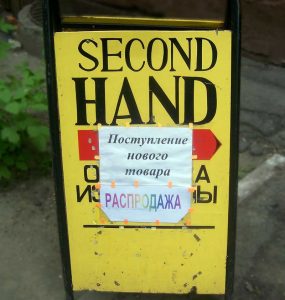 SECOND
HAND
Поступление
нового
товара
РАСПРОДАЖА